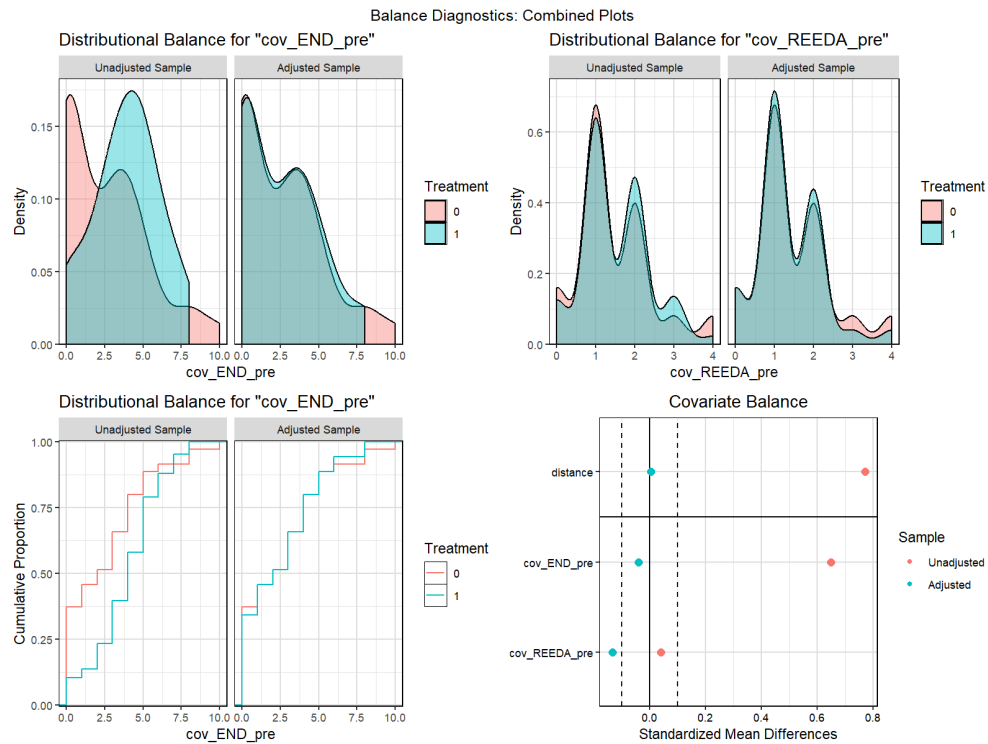 Balance Diagnostics: Combined Plots
Distributional Balance for "cov_END_pre"
Unadjusted Sample
Adjusted Sample
Density
0.15
0.10
0.05
0.00
0.0 2.5 5.0 7.5 10.0
0.0 2.5 5.0 7.5 10.0
cov_END_pre
Treatment
0
1
Distributional Balance for "cov_REEDA_pre"
Unadjusted Sample
Adjusted Sample
Density
0.6
0.4
0.2
0.0
0 1 2 3 4
0 1 2 3 4
cov_REEDA_pre
Treatment
0
1
Distributional Balance for "cov_END_pre"
Unadjusted Sample
Adjusted Sample
Cumulative Proportion
1.00
0.75
0.50
0.25
0.00
0.0 2.5 5.0 7.5 10.0
0.0 2.5 5.0 7.5 10.0
cov_END_pre
Treatment
0
1
Covariate Balance
distance
cov_END_pre
cov_REEDA_pre
0.0 0.4 0.8
Standardized Mean Differences
Sample
Unadjusted
Adjusted